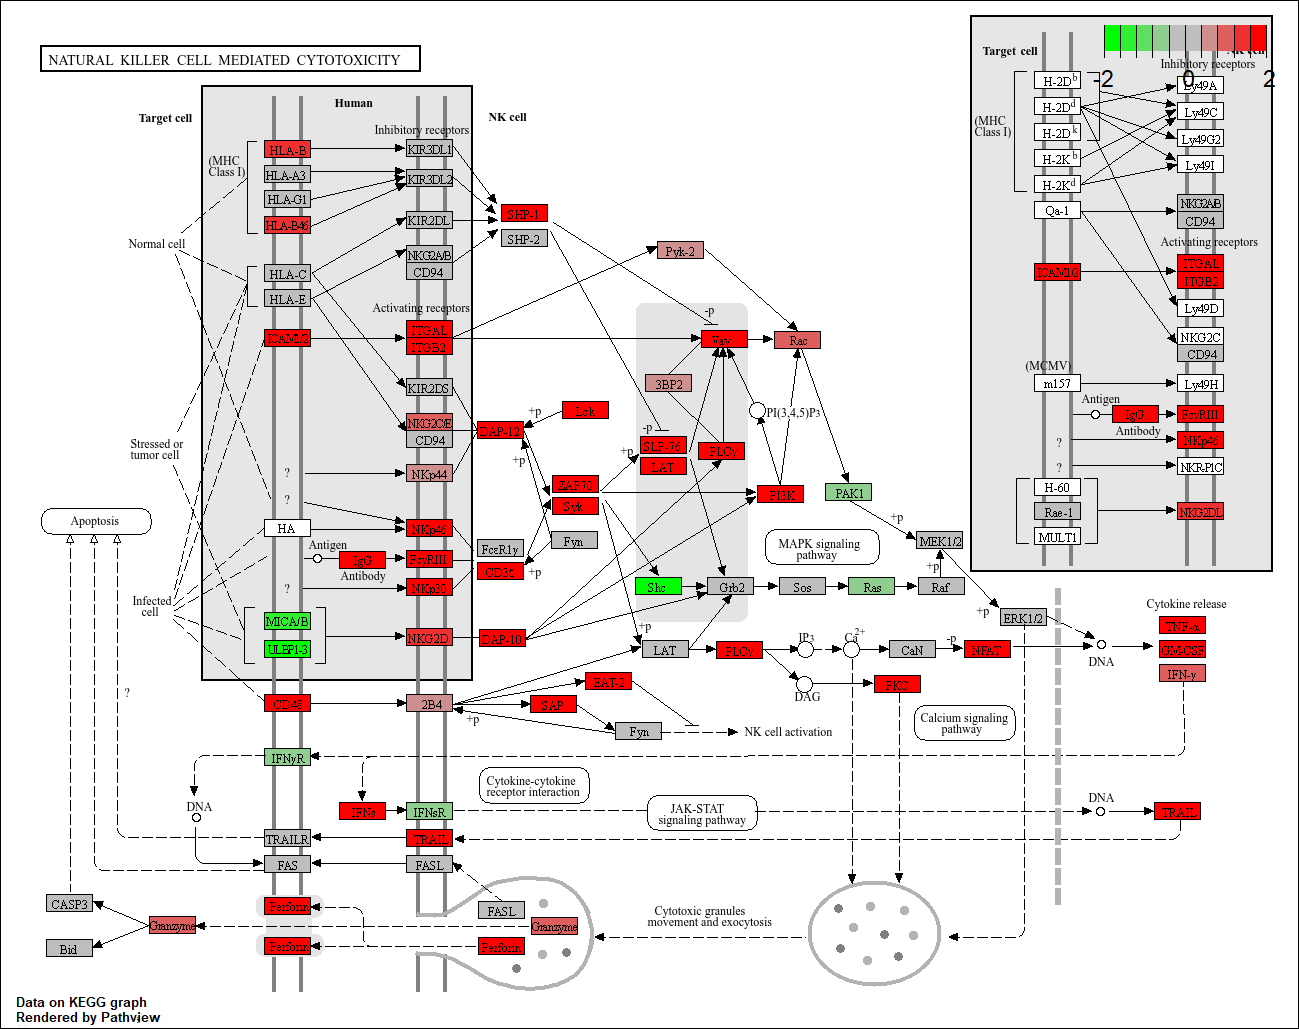 NATURAL KILLER CELL MEDIATED CYTOTOXICITY
Target cell
Human
NK cell
Inhibitory receptors
(MHC
Class I)
HLA-B
HLA-A3
HLA-G1
HLA-B46
KIR3DL1
KIR3DL2
KIR2DL
NKG2A/B
CD94
SHP-1
SHP-2
Normal cell
HLA-C
HLA-E
ICAM1/2
Activating receptors
ITGAL
ITGB2
KIR2DS
NKG2C/E
CD94
NKp44
Pyk-2
-p
Vav
Rac
3BP2
PI(3,4,5)P3
Lck
+p
DAP-12
+p
-p
SLP-76
LAT
PLCγ
+p
ZAP70
Syk
PI3K
PAK1
Stressed or
tumor cell
?
?
HA
NKp46
Antigen
IgG
Antibody
FcγRIII
?
NKp30
FcεR1γ
CD3ζ
Fyn
+p
Apoptosis
MAPK signaling
pathway
+p
MEK1/2
+p
Shc
Grb2
Sos
Ras
Raf
Infected
cell
MICA/B
ULBP1-3
NKG2D
DAP-10
+p
ERK1/2
+p
LAT
PLCγ
IP3
Ca2+
CaN
-p
NFAT
DNA
DAG
PKC
Cytokine release
TNF-α
GM-CSF
IFN-γ
?
CD48
2B4
EAT-2
SAP
Fyn
+p
NK cell activation
Calcium signaling
pathway
IFNγR
Cytokine-cytokine
receptor interaction
DNA
IFNs
IFNsR
JAK-STAT
signaling pathway
DNA
TRAIL
TRAILR
TRAIL
FAS
FASL
CASP3
Bid
Granzyme
Perforin
Perforin
FASL
Granzyme
Perforin
Cytotoxic granules
movement and exocytosis
Target cell
-2
0
2
Inhibitory receptors
(MHC
Class I)
H-2Db
H-2Dd
H-2Dk
H-2Kb
H-2Kd
Qa-1
Ly49A
Ly49C
Ly49G2
Ly49I
NKG2A/B
CD94
Activating receptors
ICAM1/2
ITGAL
ITGB2
Ly49D
NKG2C
CD94
(MCMV)
m157
Ly49H
Antigen
IgG
Antibody
FcγRIII
?
NKp46
?
NKR-P1C
H-60
Rae-1
MULT1
NKG2DL
Data on KEGG graph
Rendered by Pathview